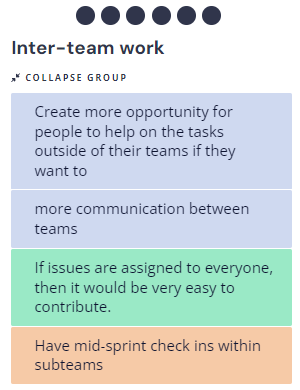 Inter-team work
COLLAPSE GROUP
Create more opportunity for
people to help on the tasks
outside of their teams if they
want to
more communication between
teams
If issues are assigned to everyone,
then it would be very easy to
contribute.
Have mid-sprint check ins within
subteams